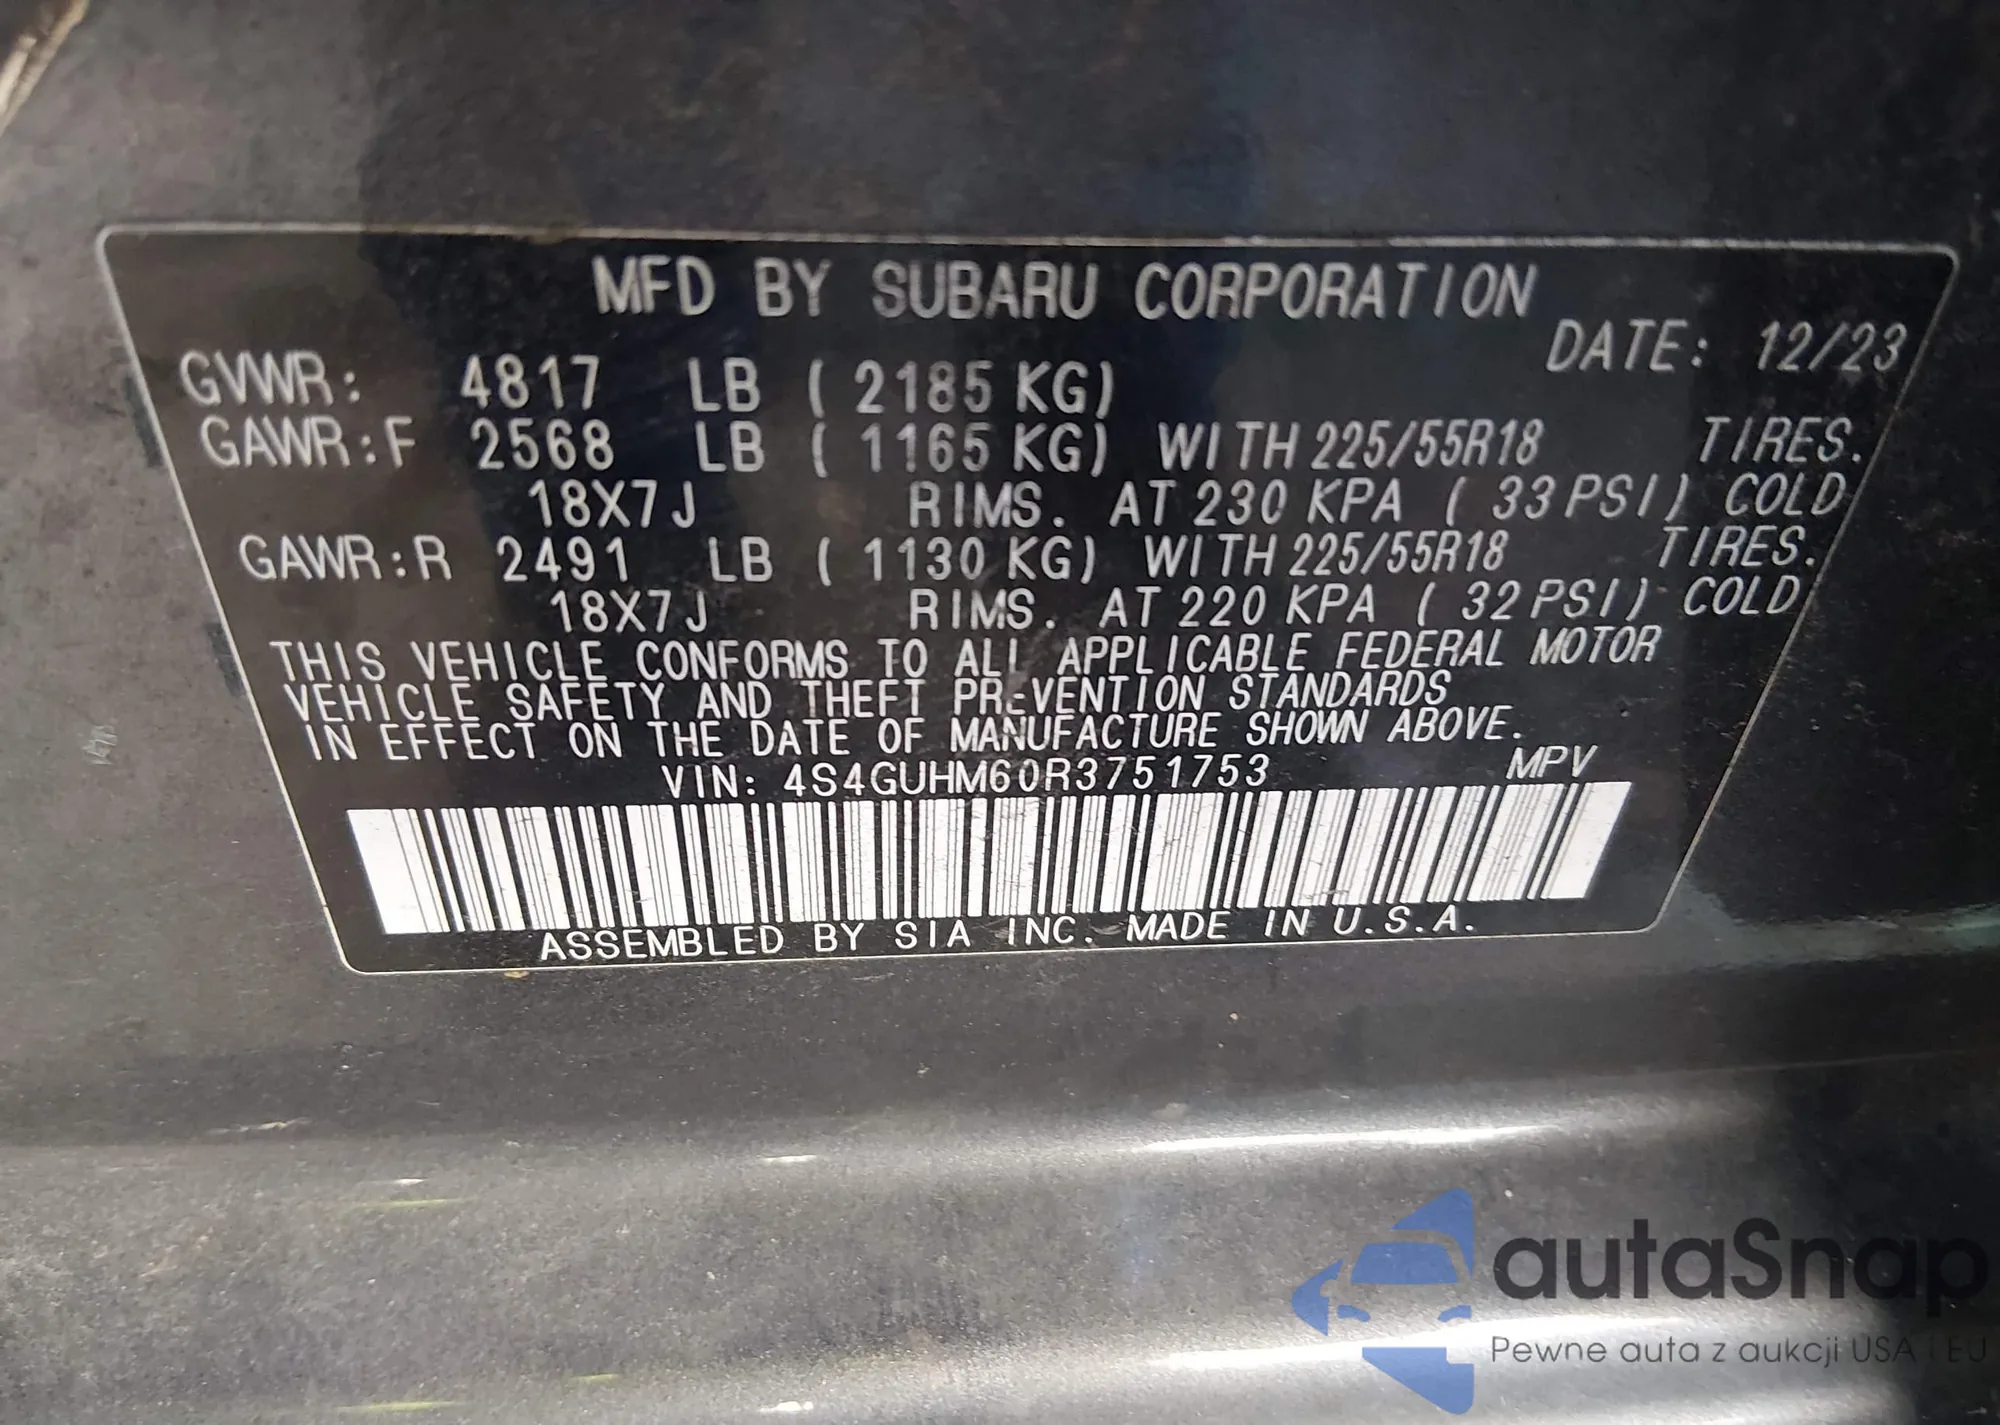 MFD BY SUBARU CORPORATION
DATE: 12/23
GVWR: 4817 LB ( 2185 KG)
GAWR:F 2568 LB ( 1165 KG) WITH 225/55R18 TIRES.
18X7J RIMS. AT 230 KPA ( 33 PSI) COLD
GAWR:R 2491 LB ( 1130 KG) WITH 225/55R18 TIRES.
18X7J RIMS. AT 220 KPA ( 32 PSI) COLD
THIS VEHICLE CONFORMS TO ALL APPLICABLE FEDERAL MOTOR
VEHICLE SAFETY AND THEFT PREVENTION STANDARDS
IN EFFECT ON THE DATE OF MANUFACTURE SHOWN ABOVE.
VIN: 4S4GUHM60R3751753 MPV
ASSEMBLED BY SIA INC. MADE IN U.S.A.
autaSnap
Pewne auta z aukcji USA i EU